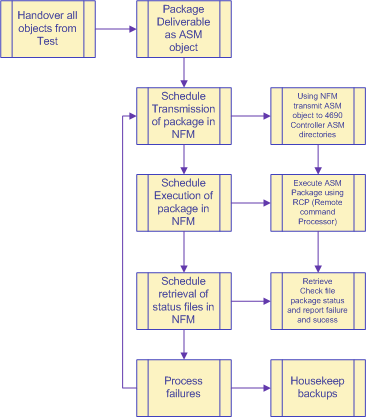 Handover all
objects from
Test
Package
Deliverable
as ASM
object
Schedule
Transmission
of package in
NFM
Using NFM
transmit ASM
object to 4690
Controller ASM
directories
Schedule
Execution of
package in
NFM
Execute ASM
Package using
RCP (Remote
command
Processor)
Schedule
retrieval of
status files in
NFM
Retrieve
Check file
package status
and report failure
and sucess
Process
failures
Housekeep
backups